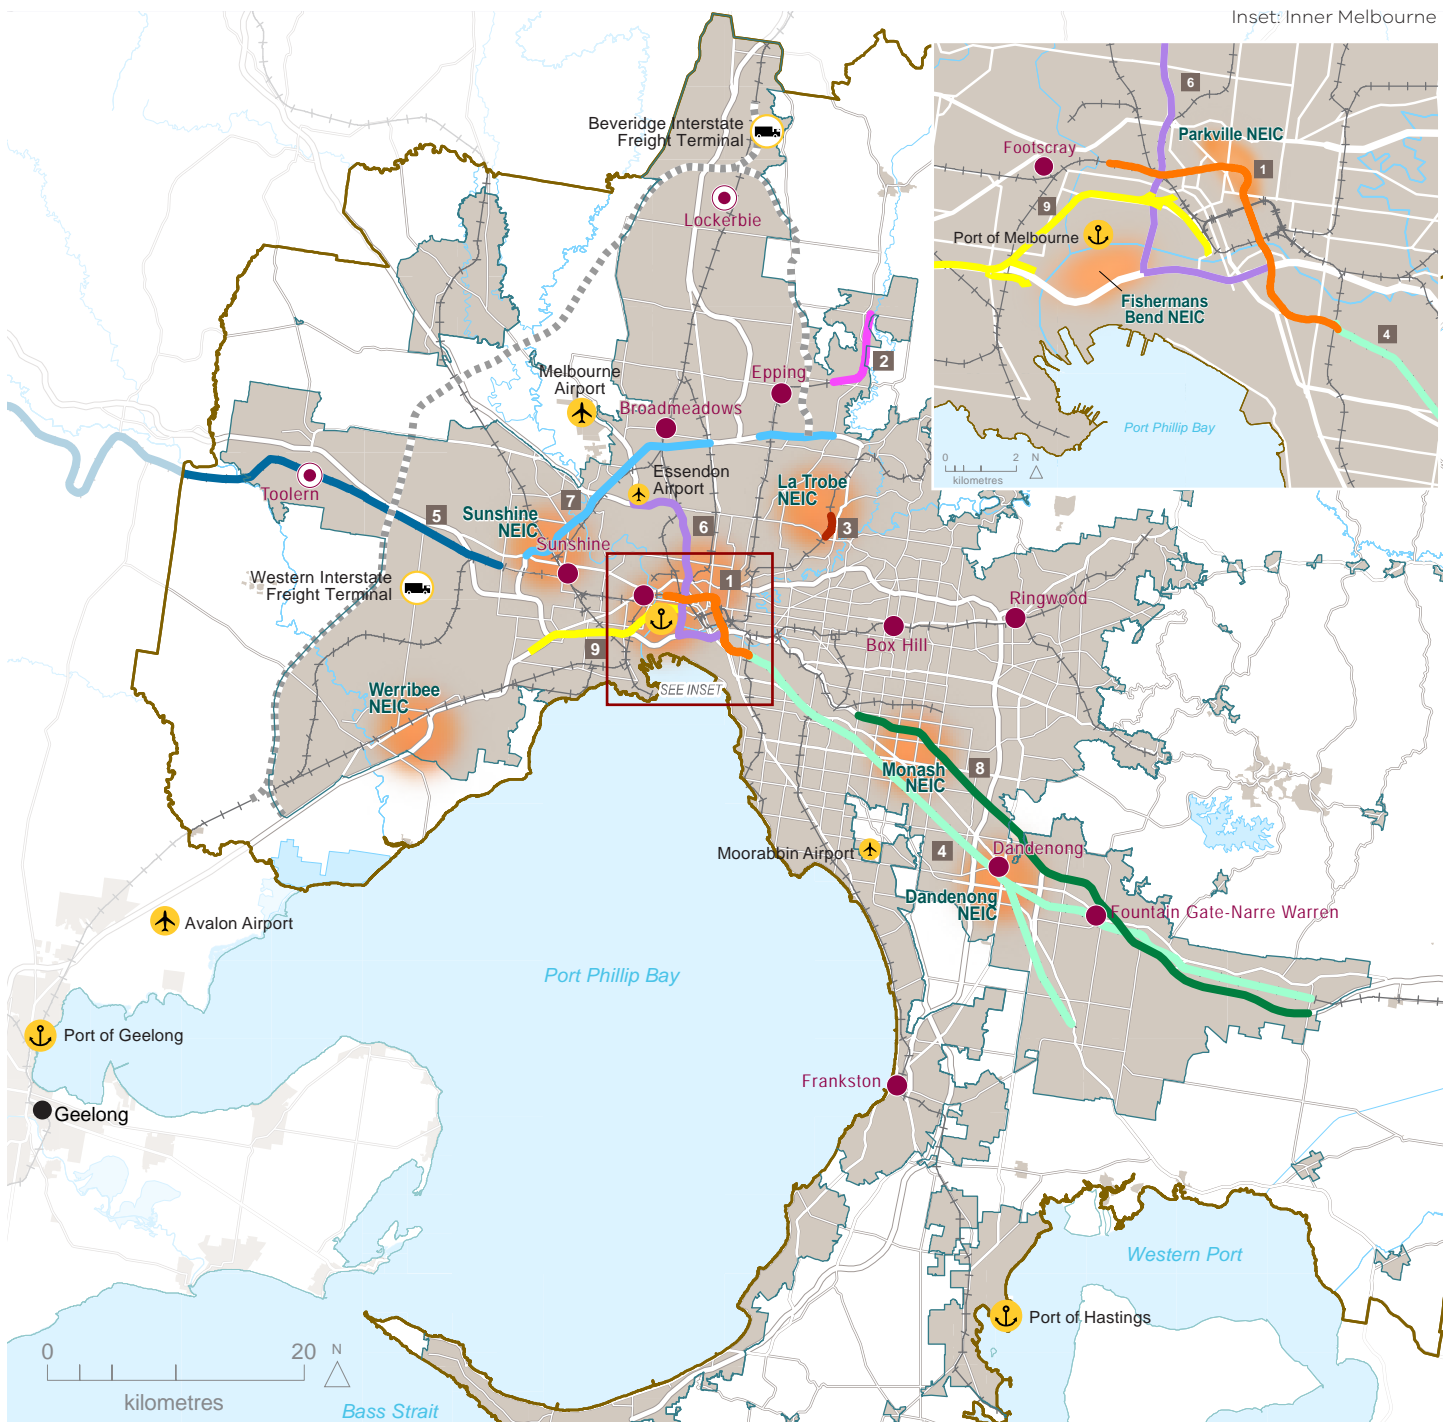 Inset: Inner Melbourne
6
Parkville NEIC
Footscray
1
9
Port of Melbourne
Fishermans
Bend NEIC
4
Port Phillip Bay
0
2
N
kilometres
Beveridge Interstate
Freight Terminal
Lockerbie
2
Melbourne
Airport
Epping
Broadmeadows
Essendon
Airport
La Trobe
NEIC
Toolern
5
7
Sunshine
NEIC
6
3
Sunshine
Western Interstate
Freight Terminal
1
Ringwood
Box Hill
9
SEE INSET
Werribee
NEIC
Monash
NEIC
8
Moorabbin Airport
4
Dandenong
Dandenong
NEIC
Fountain Gate-Narre Warren
Avalon Airport
Port Phillip Bay
Port of Geelong
Geelong
Frankston
Western Port
Port of Hastings
0
20
N
kilometres
Bass Strait